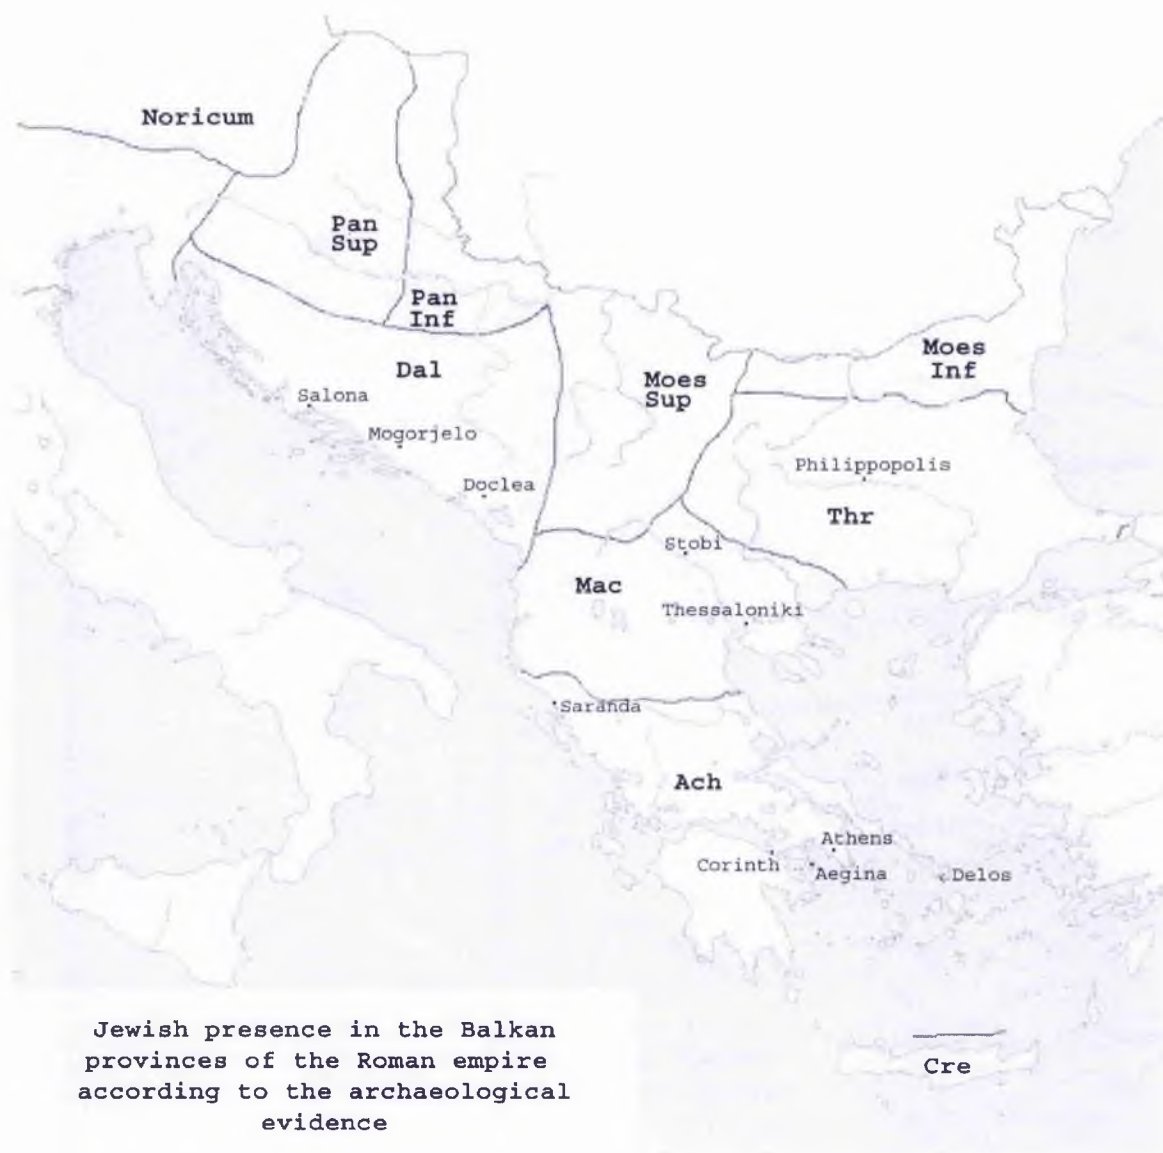 Noricum
Pan
Sup
Pan
Inf
Dal
Moes
Sup
Moes
Inf
Salona
Mogorjelo
Doclea
Philippopolis
Thr
Stobi
Mac
Thessaloniki
Saranda
Ach
Athens
Corinth
Aegina
Delos
Cre
Jewish presence in the Balkan
provinces of the Roman empire
according to the archaeological
evidence